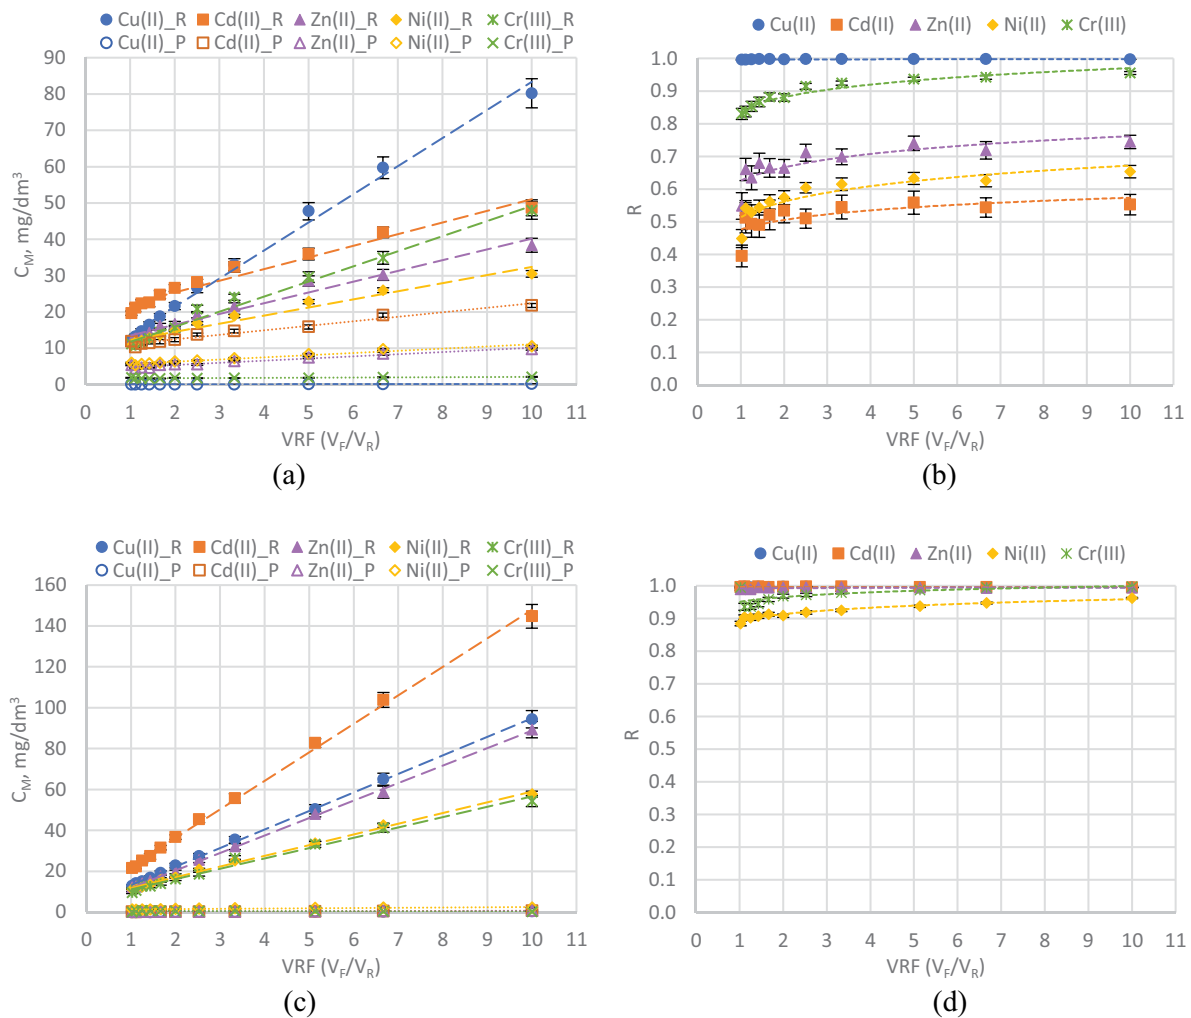 Cu(II)_R Cd(II)_R Zn(II)_R Ni(II)_R Cr(III)_R
Cu(II)_P Cd(II)_P Zn(II)_P Ni(II)_P Cr(III)_P
90
80
70
60
50
40
30
20
10
0
C_M, mg/dm³
0 1 2 3 4 5 6 7 8 9 10 11
VRF (V_F/V_R)
(a)
Cu(II) Cd(II) Zn(II) Ni(II) Cr(III)
1.0
0.9
0.8
0.7
0.6
0.5
0.4
0.3
0.2
0.1
0.0
R
0 1 2 3 4 5 6 7 8 9 10 11
VRF (V_F/V_R)
(b)
Cu(II)_R Cd(II)_R Zn(II)_R Ni(II)_R Cr(III)_R
Cu(II)_P Cd(II)_P Zn(II)_P Ni(II)_P Cr(III)_P
160
140
120
100
80
60
40
20
0
C_M, mg/dm³
0 1 2 3 4 5 6 7 8 9 10 11
VRF (V_F/V_R)
(c)
Cu(II) Cd(II) Zn(II) Ni(II) Cr(III)
1.0
0.9
0.8
0.7
0.6
0.5
0.4
0.3
0.2
0.1
0.0
R
0 1 2 3 4 5 6 7 8 9 10 11
VRF (V_F/V_R)
(d)